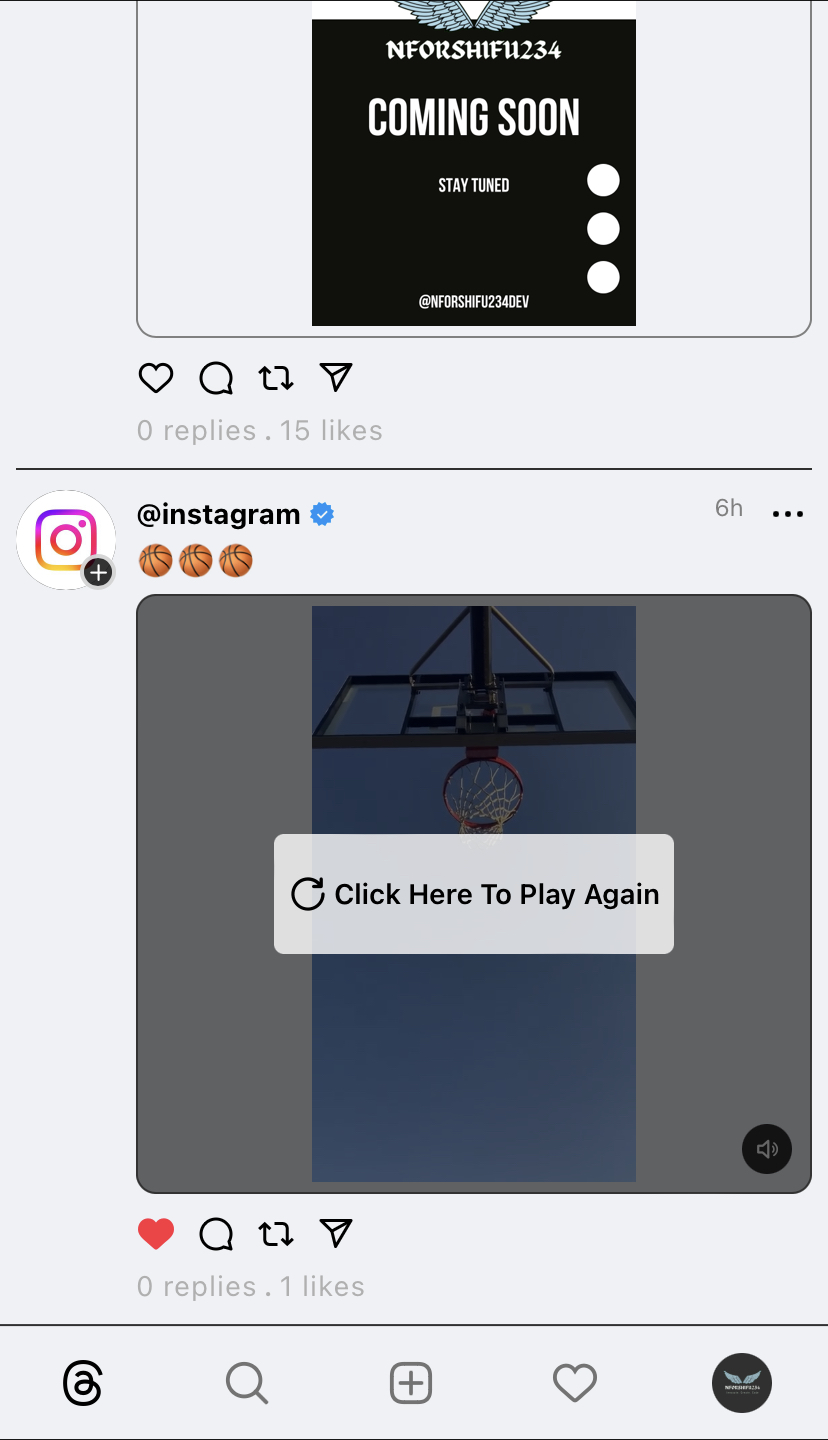 NFORSHIFU234
COMING SOON
STAY TUNED
@NFORSHIFU234DEV
0 replies . 15 likes
@instagram
6h
🏀🏀🏀
Click Here To Play Again
0 replies . 1 likes
NFORSHIFU234